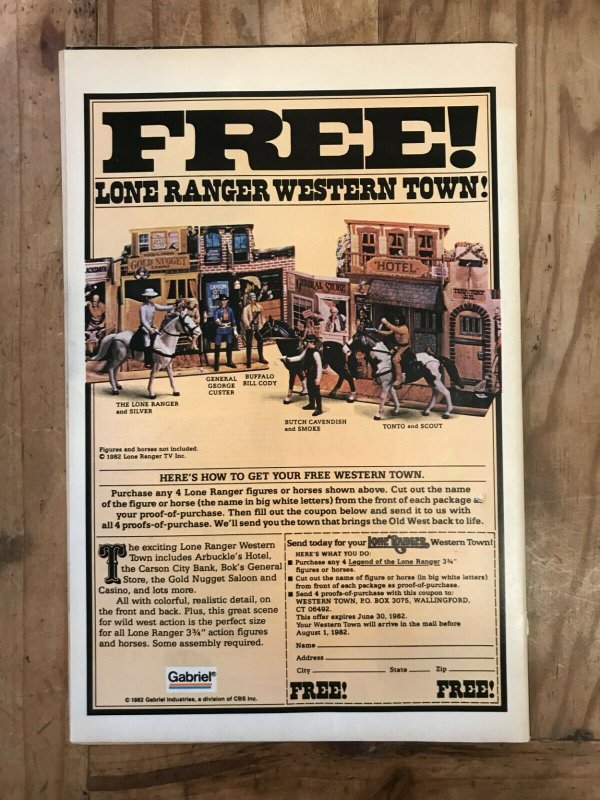 FREE!
LONE RANGER WESTERN TOWN!
GOLD NUGGET
CARSON
GENERAL STORE
HOTEL
THE LONE RANGER
and SILVER
GENERAL
GEORGE
CUSTER
BUFFALO
BILL CODY
BUTCH CAVENDISH
and SMOKE
TONTO and SCOUT
Figures and horses not included.
© 1982 Lone Ranger TV Inc.
HERE'S HOW TO GET YOUR FREE WESTERN TOWN.
Purchase any 4 Lone Ranger figures or horses shown above. Cut out the name
of the figure or horse (the name in big white letters) from the front of each package as
your proof-of-purchase. Then fill out the coupon below and send it to us with
all 4 proofs-of-purchase. We'll send you the town that brings the Old West back to life.
The exciting Lone Ranger Western
Town includes Arbuckle's Hotel,
the Carson City Bank, Bok's General
Store, the Gold Nugget Saloon and
Casino, and lots more.
All with colorful, realistic detail, on
the front and back. Plus, this great scene
for wild west action is the perfect size
for all Lone Ranger 3¾" action figures
and horses. Some assembly required.
Gabriel®
© 1982 Gabriel Industries, a division of CBS Inc.
Send today for your LONE RANGER Western Town!
HERE'S WHAT YOU DO:
■ Purchase any 4 Legend of the Lone Ranger 3¾"
figures or horses.
■ Cut out the name of figure or horse (in big white letters)
from front of each package as proof-of-purchase.
■ Send 4 proofs-of-purchase with this coupon to:
WESTERN TOWN, P.O. BOX 3075, WALLINGFORD,
CT 06492.
This offer expires June 30, 1982.
Your Western Town will arrive in the mail before
August 1, 1982.
Name
Address
City State Zip
FREE! FREE!